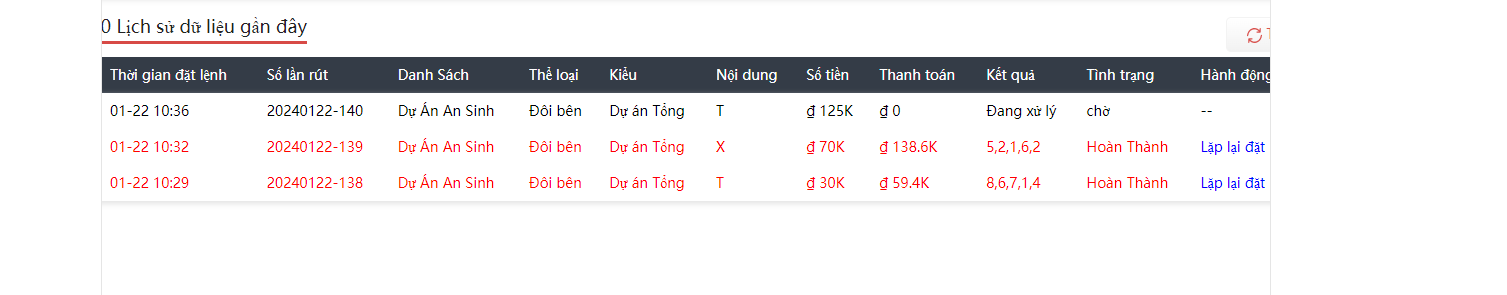 0 Lịch sử dữ liệu gần đây
Thời gian đặt lệnh Số lần rút Danh Sách Thể loại Kiểu Nội dung Số tiền Thanh toán Kết quả Tình trạng Hành động
01-22 10:36 20240122-140 Dự Án An Sinh Đôi bên Dự án Tổng T ₫ 125K ₫ 0 Đang xử lý chờ --
01-22 10:32 20240122-139 Dự Án An Sinh Đôi bên Dự án Tổng X ₫ 70K ₫ 138.6K 5,2,1,6,2 Hoàn Thành Lặp lại đặt
01-22 10:29 20240122-138 Dự Án An Sinh Đôi bên Dự án Tổng T ₫ 30K ₫ 59.4K 8,6,7,1,4 Hoàn Thành Lặp lại đặt